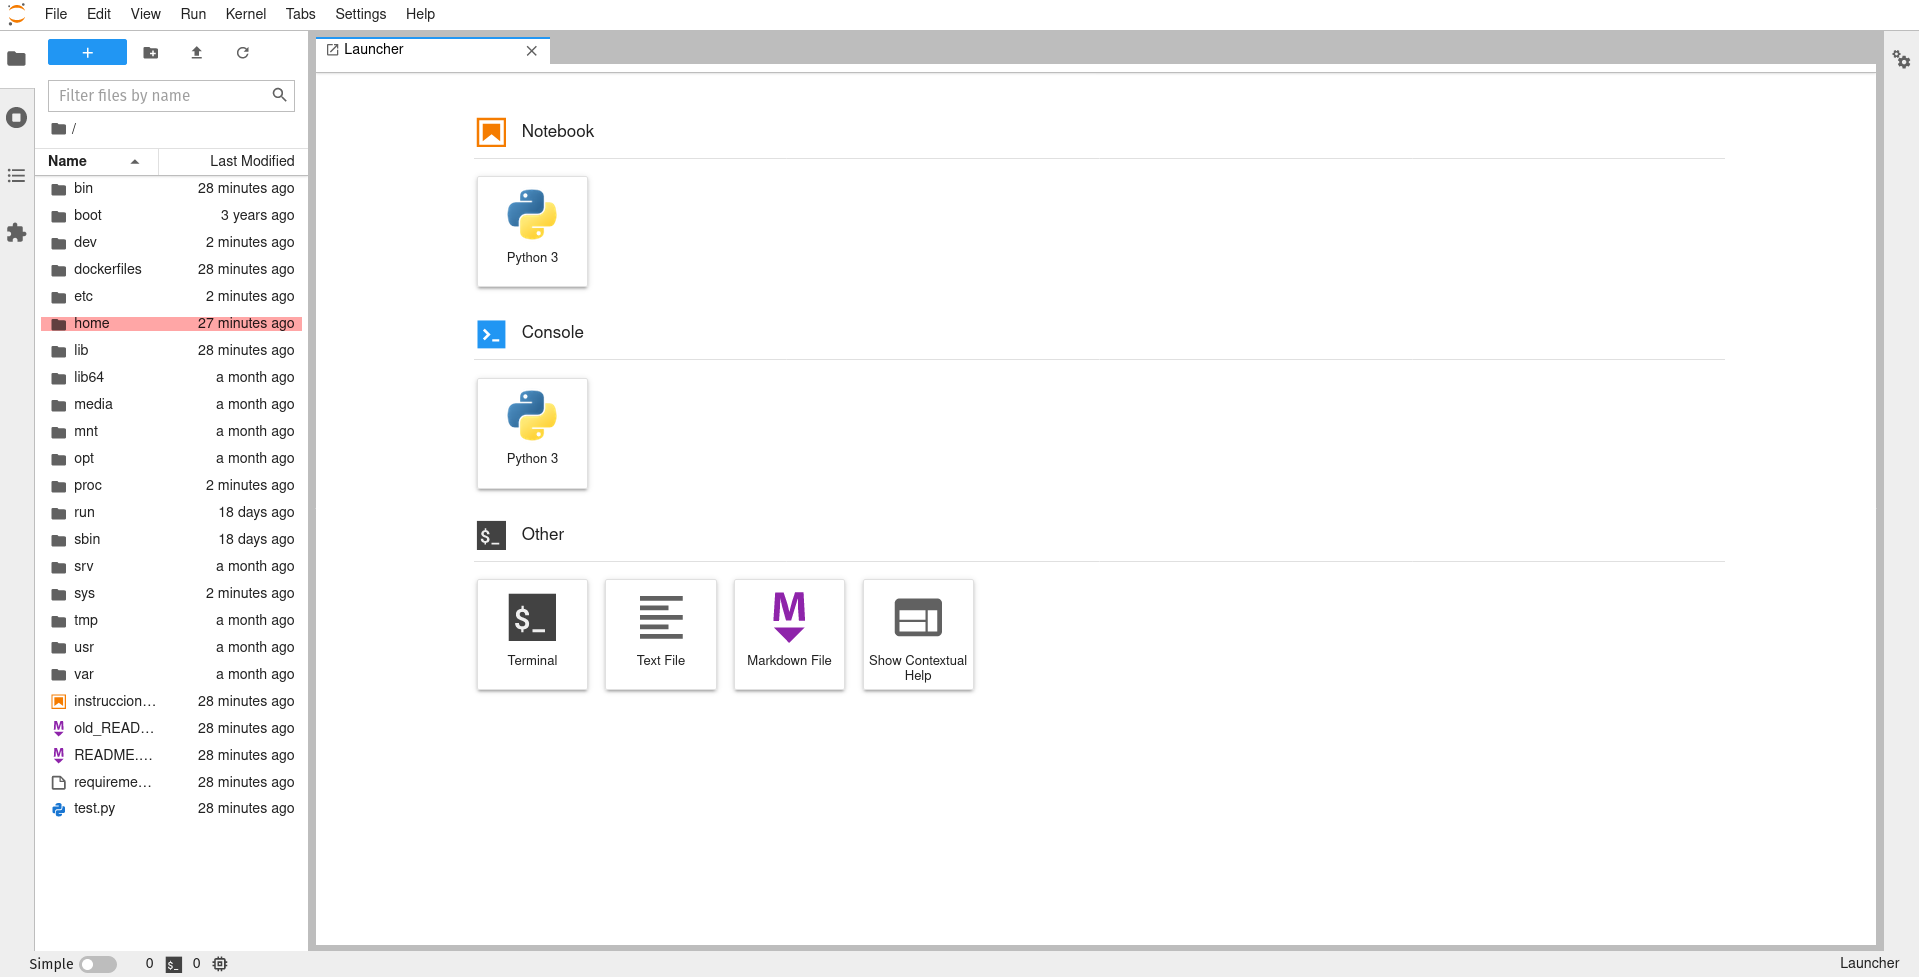 File Edit View Run Kernel Tabs Settings Help
Launcher
Filter files by name
/
Name Last Modified
bin 28 minutes ago
boot 3 years ago
dev 2 minutes ago
dockerfiles 28 minutes ago
etc 2 minutes ago
home 27 minutes ago
lib 28 minutes ago
lib64 a month ago
media a month ago
mnt a month ago
opt a month ago
proc 2 minutes ago
run 18 days ago
sbin 18 days ago
srv a month ago
sys 2 minutes ago
tmp a month ago
usr a month ago
var a month ago
instruccion… 28 minutes ago
old_READ… 28 minutes ago
README.… 28 minutes ago
requireme… 28 minutes ago
test.py 28 minutes ago
Notebook
Python 3
Console
Python 3
$_ Other
$_
Terminal
Text File
M
Markdown File
Show Contextual
Help
Simple 0 $_ 0
Launcher